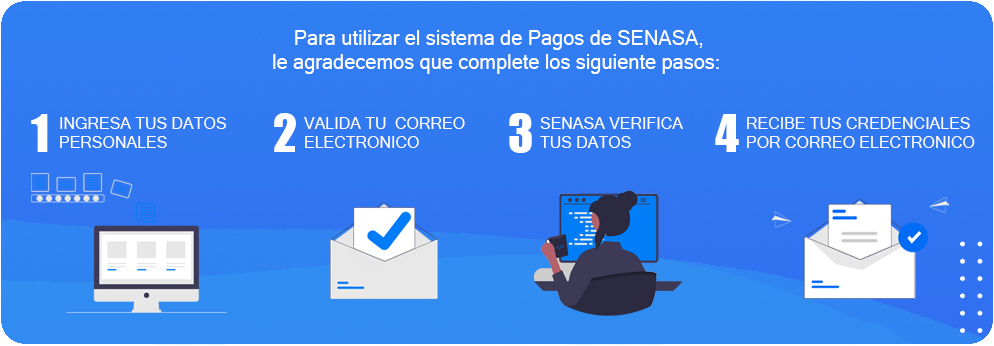 Para utilizar el sistema de Pagos de SENASA,
le agradecemos que complete los siguiente pasos:
1 INGRESA TUS DATOS
PERSONALES
2 VALIDA TU CORREO
ELECTRONICO
3 SENASA VERIFICA
TUS DATOS
4 RECIBE TUS CREDENCIALES
POR CORREO ELECTRONICO